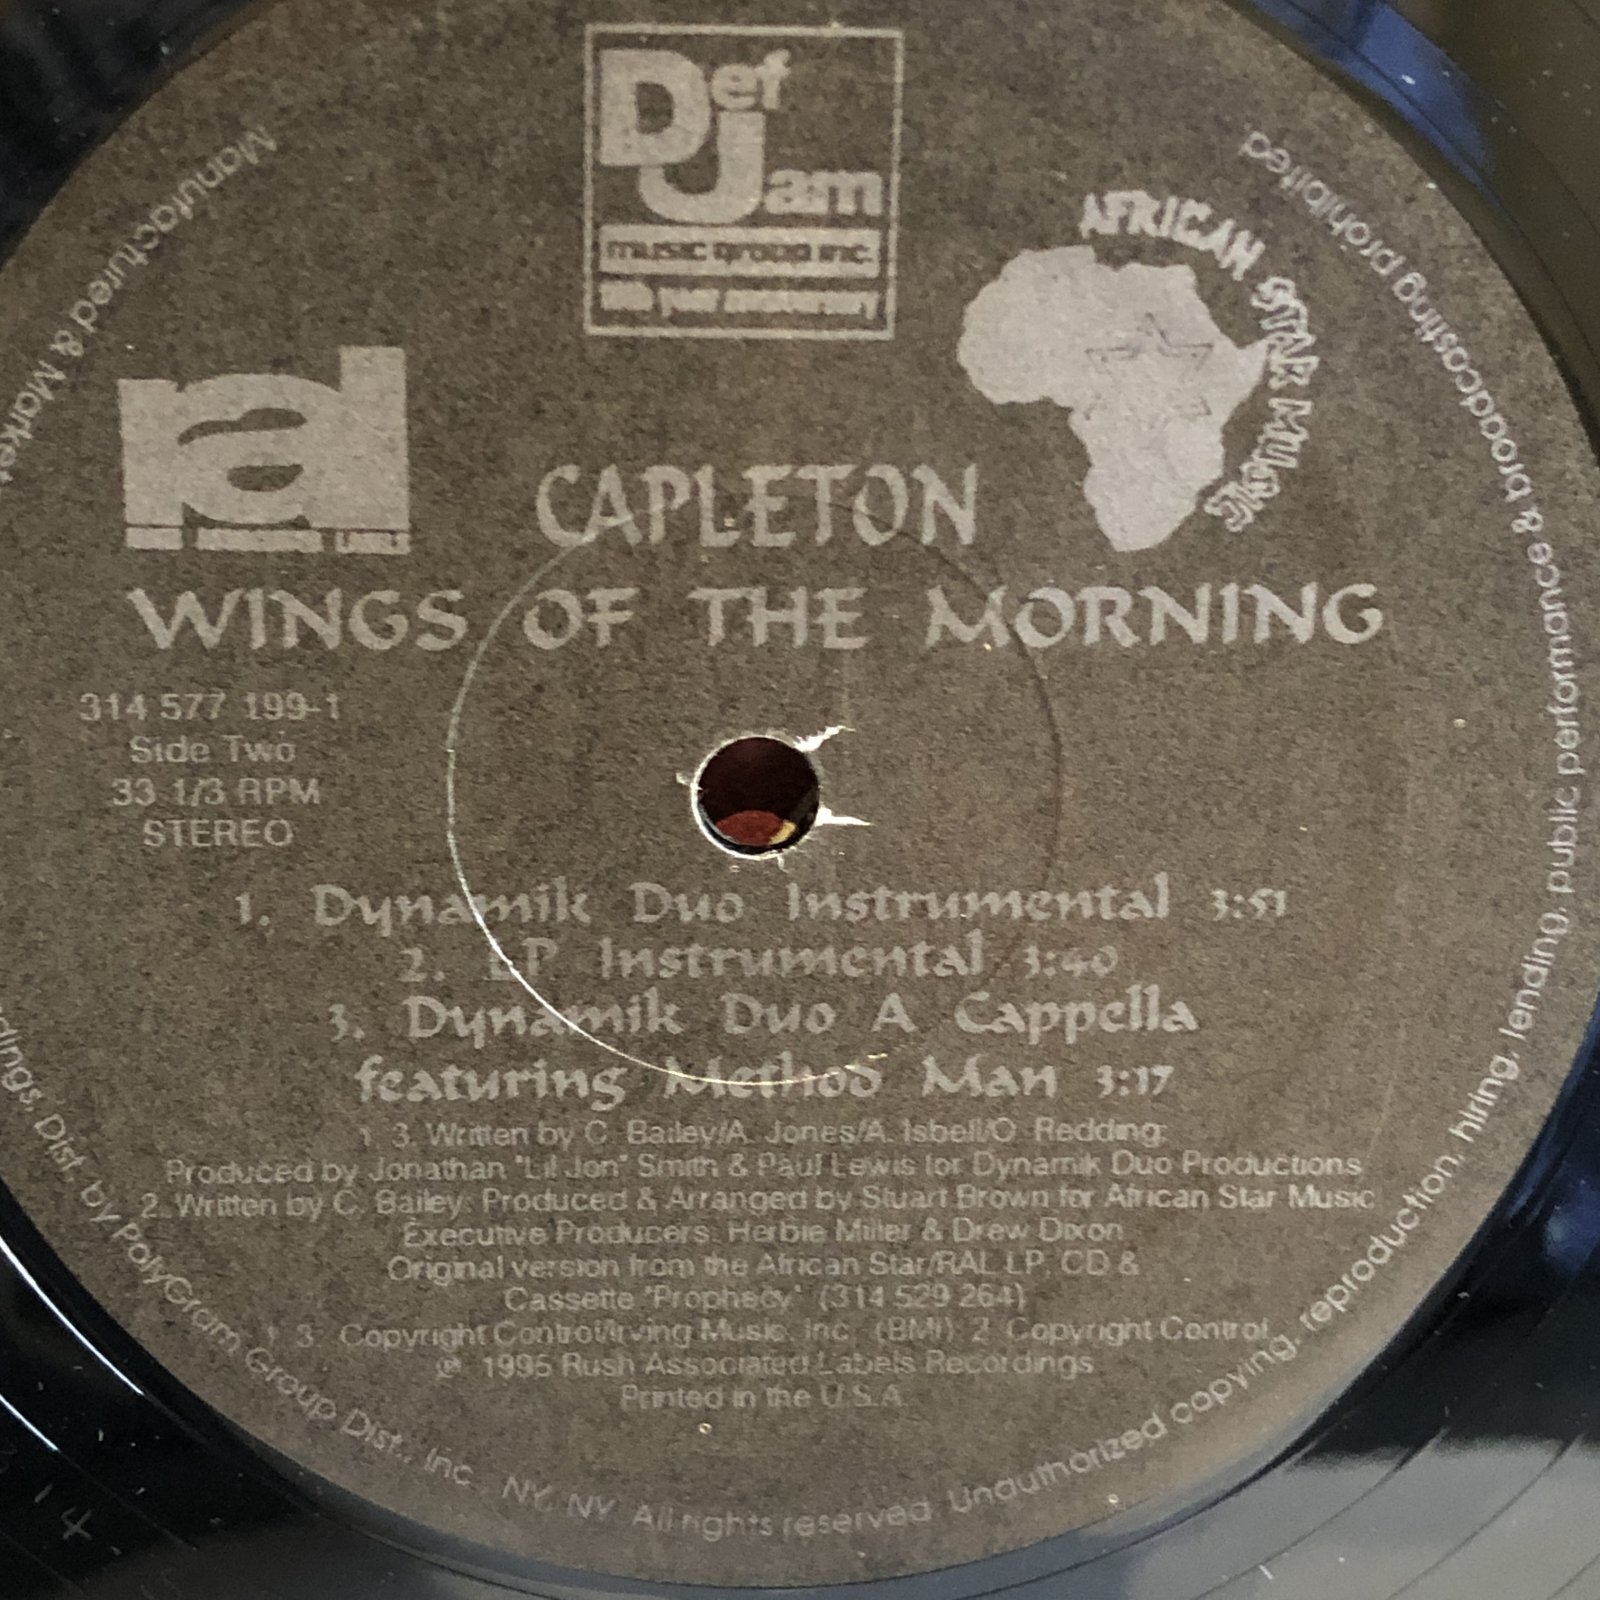 Def Jam
music group inc.
10th year anniversary
AFRICAN STAR MUSIC
ral
CAPLETON
WINGS OF THE MORNING
314 577 199-1
Side Two
33 1/3 RPM
STEREO
1. Dynamik Duo Instrumental 3:51
2. LP Instrumental 3:40
3. Dynamik Duo A Cappella
featuring Method Man 3:17
1, 3. Written by C. Bailey/A. Jones/A. Isbell/O. Redding;
Produced by Jonathan "Lil Jon" Smith & Paul Lewis for Dynamik Duo Productions
2. Written by C. Bailey; Produced & Arranged by Stuart Brown for African Star Music
Executive Producers: Herbie Miller & Drew Dixon
Original version from the African Star/RAL LP, CD &
Cassette "Prophecy" (314 529 264)
1, 3. Copyright Control/Irving Music, Inc. (BMI) 2. Copyright Control
℗ 1995 Rush Associated Labels Recordings
Printed in the U.S.A.
Manufactured & Market
Dist. by PolyGram Group Dist., Inc., NY, NY. All rights reserved. Unauthorized copying, reproduction, hiring, lending, public performance & broadcasting prohibited